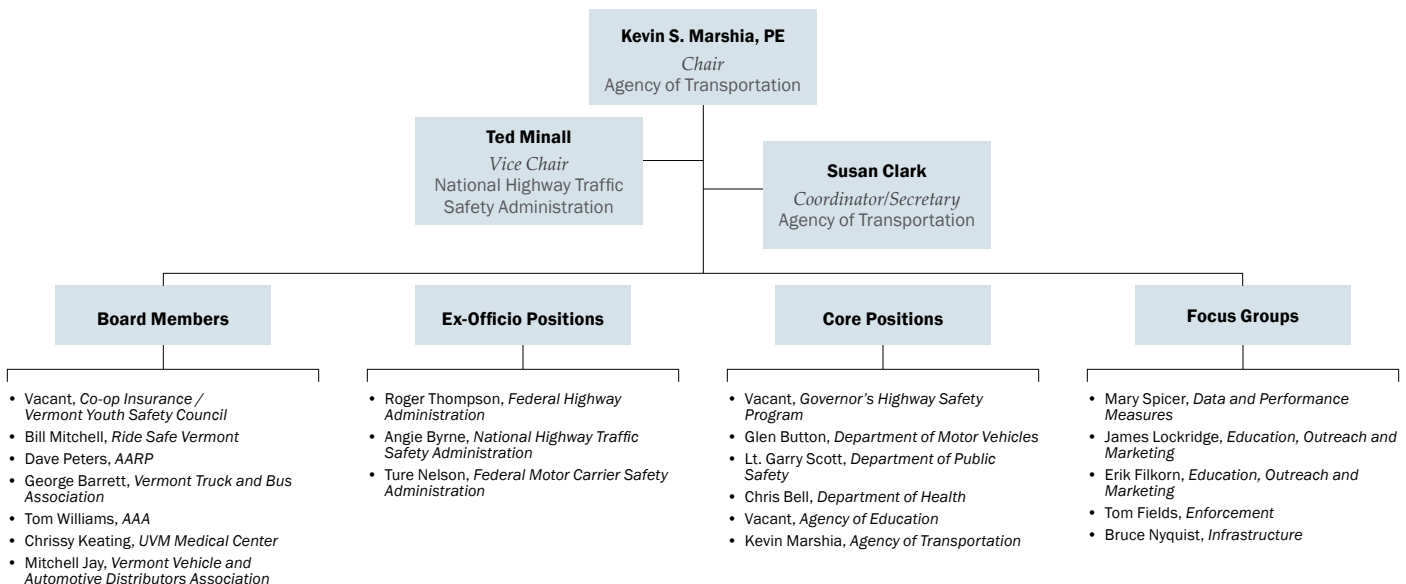 Kevin S. Marshia, PE
Chair
Agency of Transportation
Ted Minall
Vice Chair
National Highway Traffic
Safety Administration
Susan Clark
Coordinator/Secretary
Agency of Transportation
Board Members
• Vacant, Co-op Insurance /
Vermont Youth Safety Council
• Bill Mitchell, Ride Safe Vermont
• Dave Peters, AARP
• George Barrett, Vermont Truck and Bus
Association
• Tom Williams, AAA
• Chrissy Keating, UVM Medical Center
• Mitchell Jay, Vermont Vehicle and
Automotive Distributors Association
Ex-Officio Positions
• Roger Thompson, Federal Highway
Administration
• Angie Byrne, National Highway Traffic
Safety Administration
• Ture Nelson, Federal Motor Carrier Safety
Administration
Core Positions
• Vacant, Governor's Highway Safety
Program
• Glen Button, Department of Motor Vehicles
• Lt. Garry Scott, Department of Public
Safety
• Chris Bell, Department of Health
• Vacant, Agency of Education
• Kevin Marshia, Agency of Transportation
Focus Groups
• Mary Spicer, Data and Performance
Measures
• James Lockridge, Education, Outreach and
Marketing
• Erik Filkorn, Education, Outreach and
Marketing
• Tom Fields, Enforcement
• Bruce Nyquist, Infrastructure